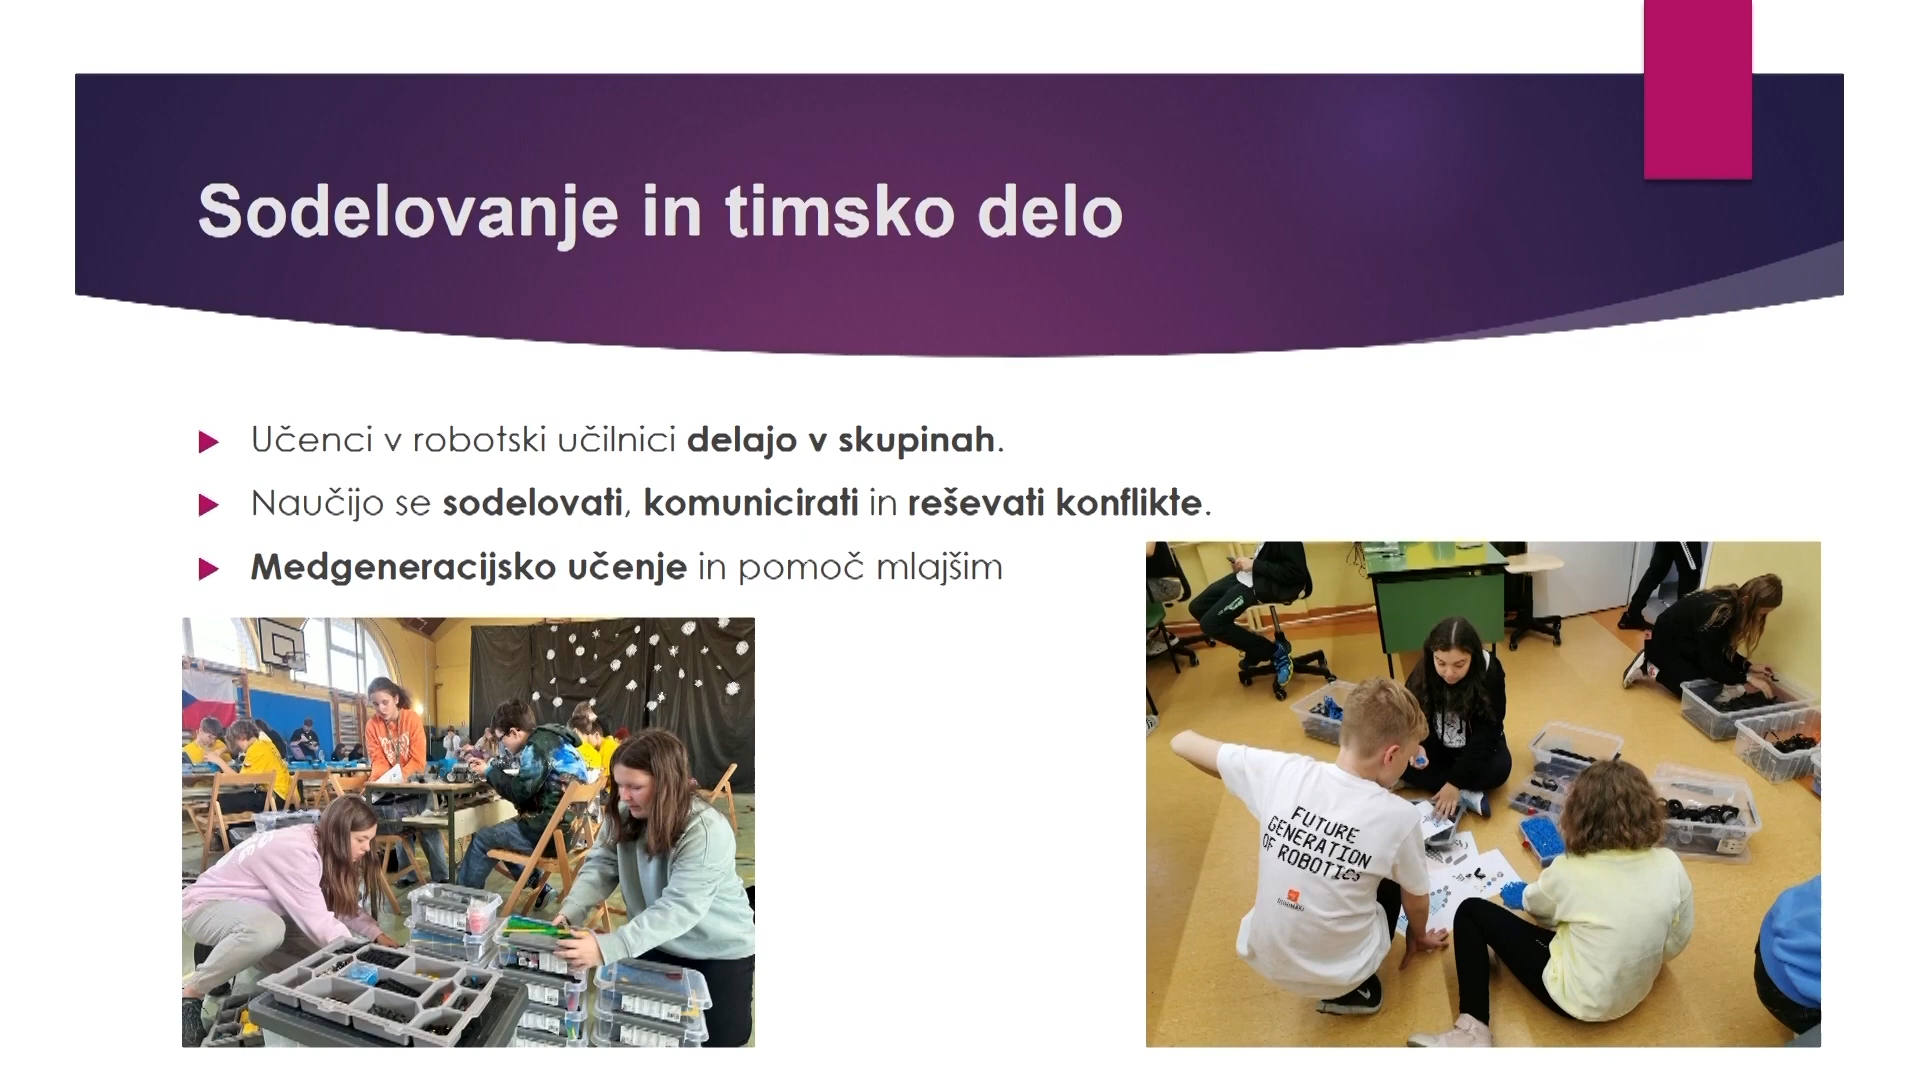 Sodelovanje in timsko delo
Učenci v robotski učilnici delajo v skupinah.
Naučijo se sodelovati, komunicirati in reševati konflikte.
Medgeneracijsko učenje in pomoč mlajšim
FUTURE
GENERATION
OF ROBOTICS